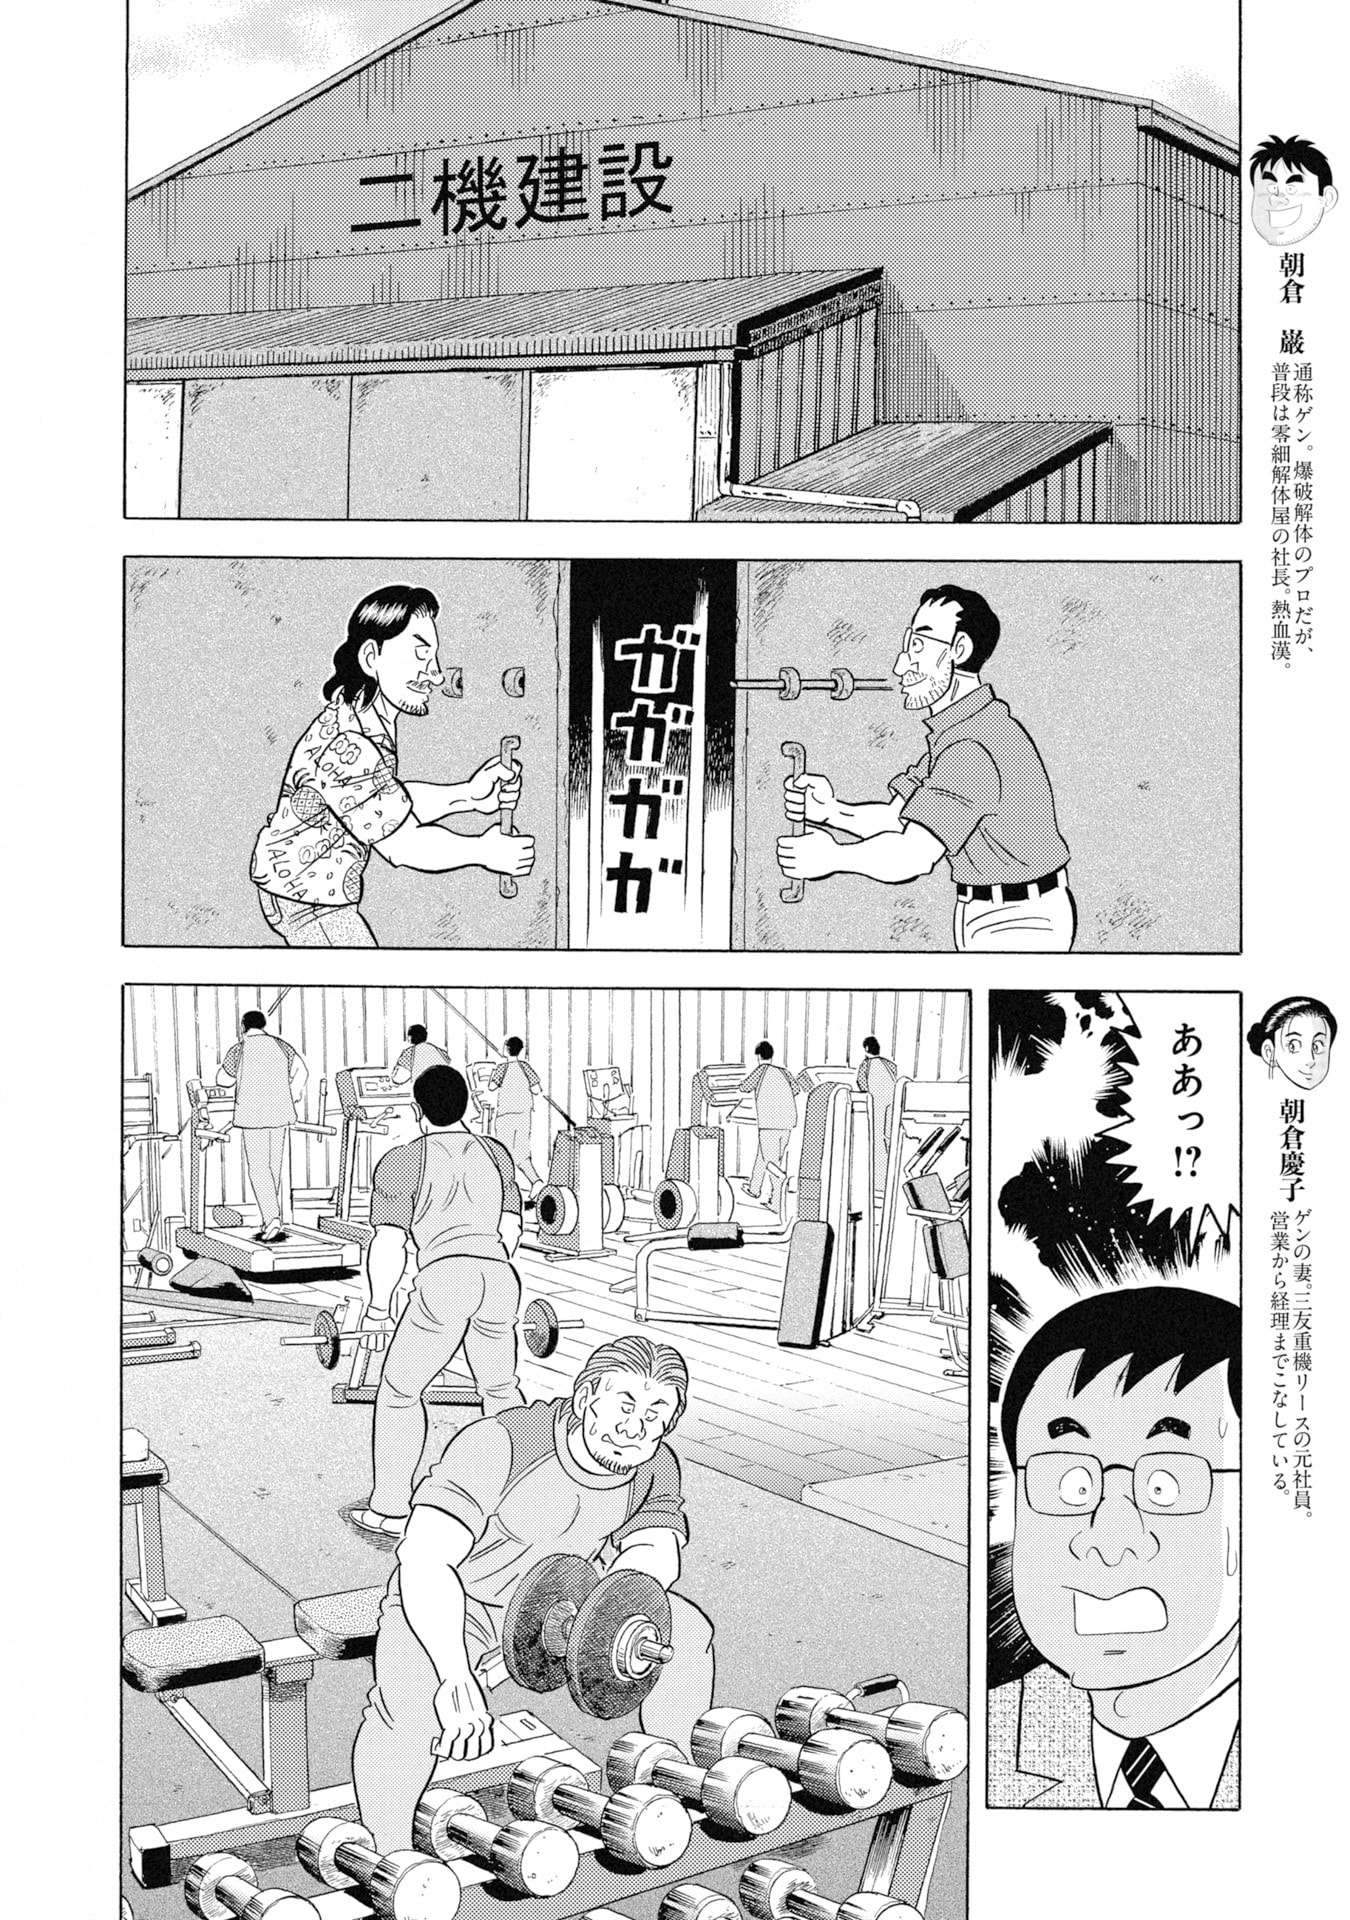 二機建設
朝倉　巌
通称ゲン。爆破解体のプロだが、
普段は零細解体屋の社長。熱血漢。
ガガガガ
ALOHA
ALOHA
朝倉慶子
ゲンの妻。三友重機リースの元社員。
営業から経理までこなしている。
ああっ!?